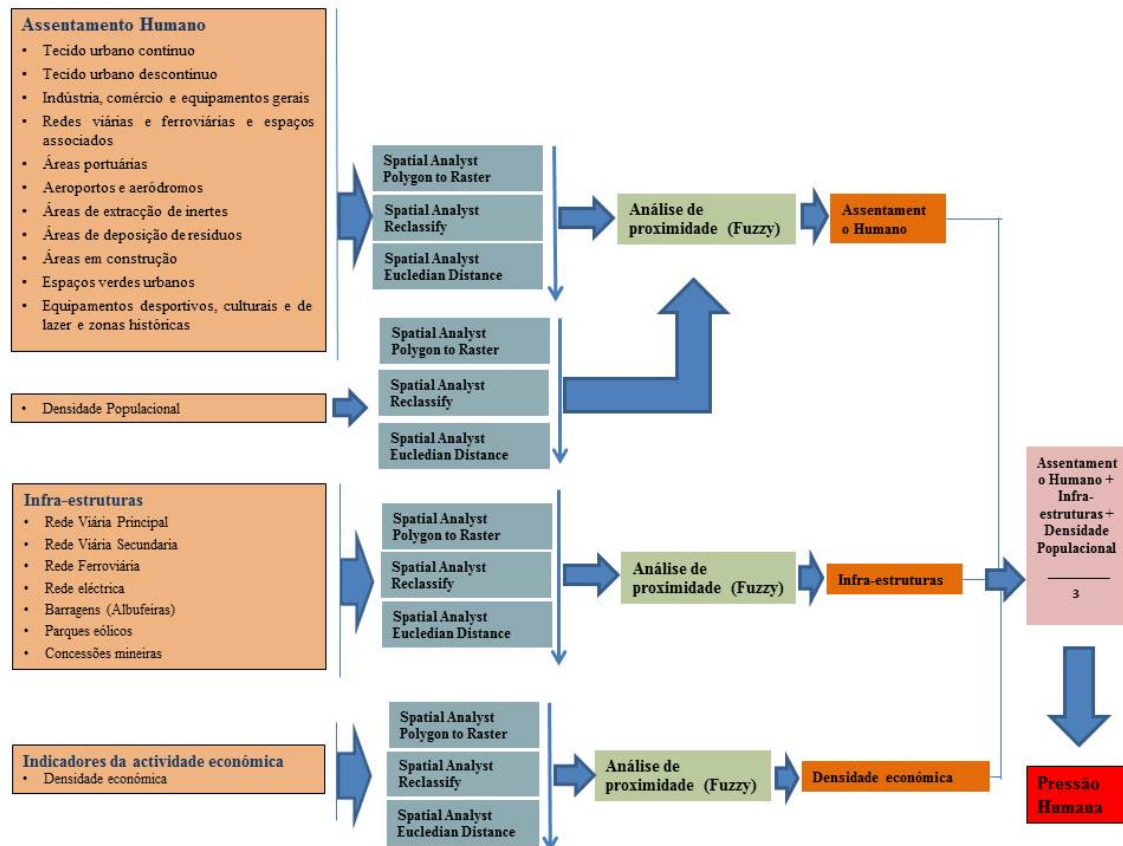 Assentamento Humano
• Tecido urbano contínuo
• Tecido urbano descontinuo
• Indústria, comércio e equipamentos gerais
• Redes viárias e ferroviárias e espaços
associados
• Áreas portuárias
• Aeroportos e aeródromos
• Áreas de extracção de inertes
• Áreas de deposição de resíduos
• Áreas em construção
• Espaços verdes urbanos
• Equipamentos desportivos, culturais e de
lazer e zonas históricas
Spatial Analyst
Polygon to Raster
Spatial Analyst
Reclassify
Spatial Analyst
Eucledian Distance
Análise de
proximidade (Fuzzy)
Assentament
o Humano
• Densidade Populacional
Spatial Analyst
Polygon to Raster
Spatial Analyst
Reclassify
Spatial Analyst
Eucledian Distance
Infra-estruturas
• Rede Viária Principal
• Rede Viária Secundaria
• Rede Ferroviária
• Rede eléctrica
• Barragens (Albufeiras)
• Parques eólicos
• Concessões mineiras
Spatial Analyst
Polygon to Raster
Spatial Analyst
Reclassify
Spatial Analyst
Eucledian Distance
Análise de
proximidade (Fuzzy)
Infra-estruturas
Indicadores da actividade económica
• Densidade económica
Spatial Analyst
Polygon to Raster
Spatial Analyst
Reclassify
Spatial Analyst
Eucledian Distance
Análise de
proximidade (Fuzzy)
Densidade económica
Assentament
o Humano +
Infra-
estruturas +
Densidade
Populacional
3
Pressão
Humana